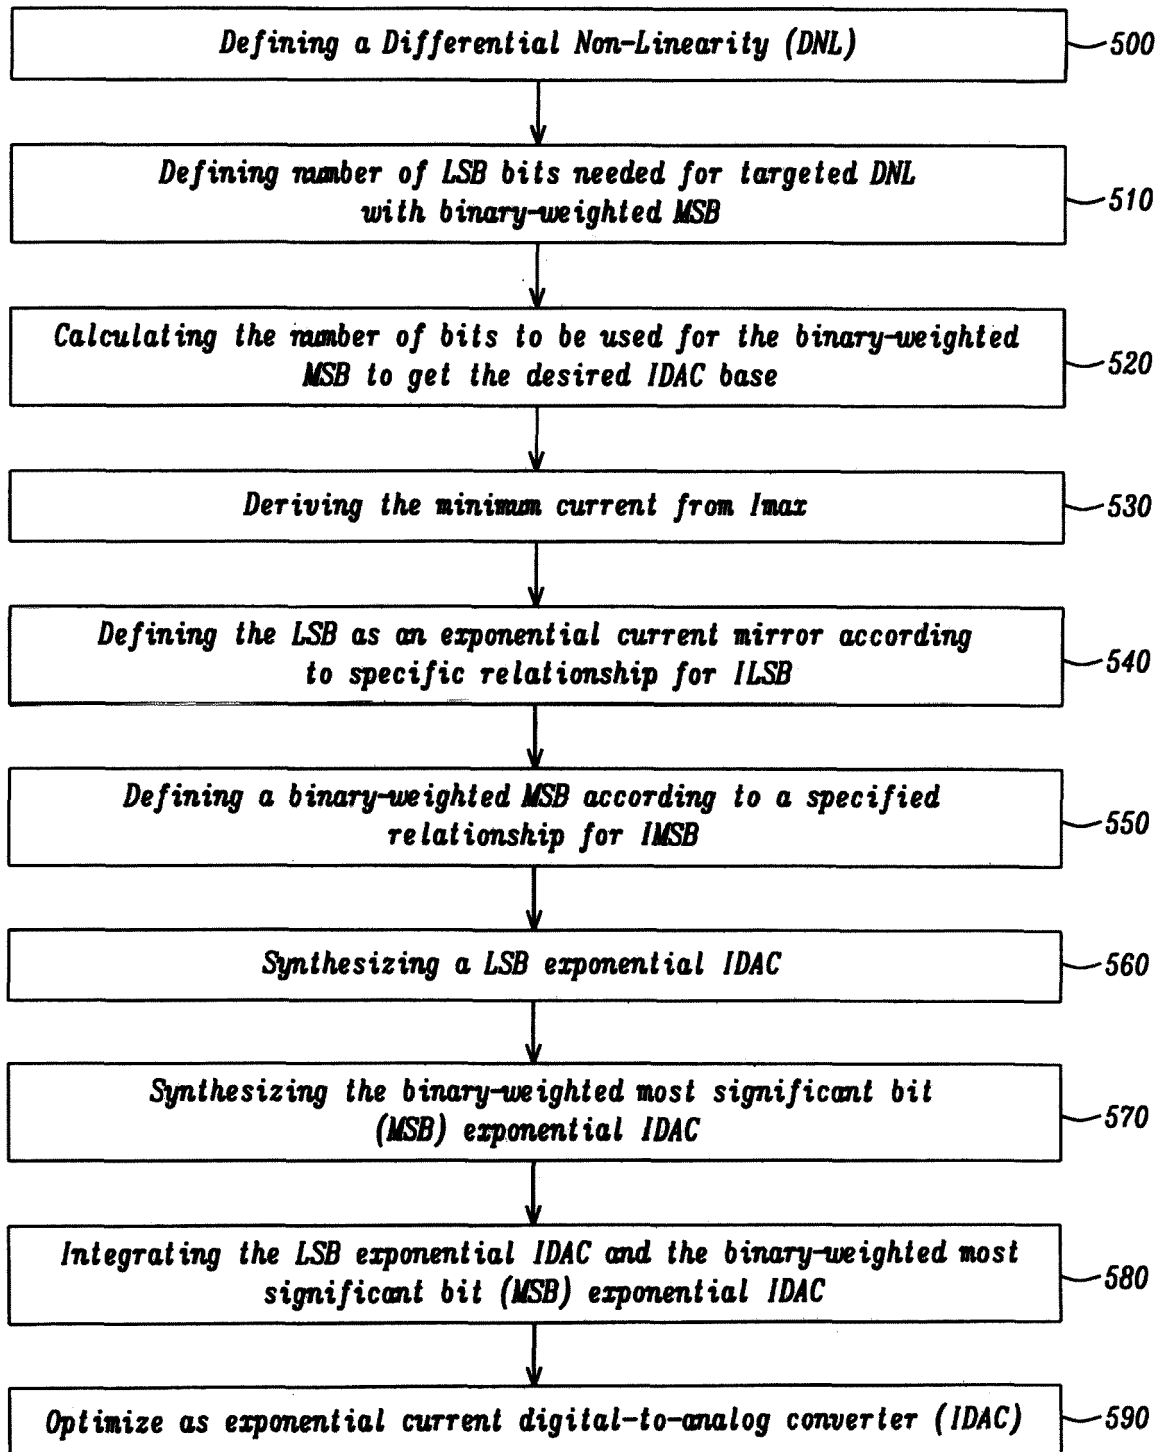 Defining a Differential Non-Linearity (DNL)
500
Defining number of LSB bits needed for targeted DNL
with binary-weighted MSB
510
Calculating the number of bits to be used for the binary-weighted
MSB to get the desired IDAC base
520
Deriving the minimum current from Imax
530
Defining the LSB as an exponential current mirror according
to specific relationship for ILSB
540
Defining a binary-weighted MSB according to a specified
relationship for IMSB
550
Synthesizing a LSB exponential IDAC
560
Synthesizing the binary-weighted most significant bit
(MSB) exponential IDAC
570
Integrating the LSB exponential IDAC and the binary-weighted most
significant bit (MSB) exponential IDAC
580
Optimize as exponential current digital-to-analog converter (IDAC)
590